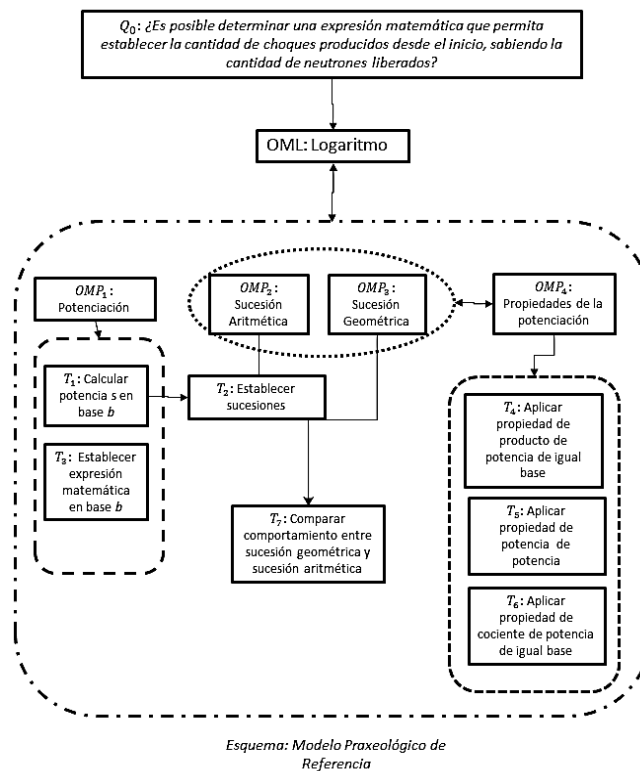 Q₀: ¿Es posible determinar una expresión matemática que permita
establecer la cantidad de choques producidos desde el inicio, sabiendo la
cantidad de neutrones liberados?
OML: Logaritmo
OMP₁:
Potenciación
OMP₂:
Sucesión
Aritmética
OMP₃:
Sucesión
Geométrica
OMP₄:
Propiedades de la
potenciación
T₁: Calcular
potencia s en
base b
T₂: Establecer
sucesiones
T₃: Establecer
expresión
matemática
en base b
T₄: Aplicar
propiedad de
producto de
potencia de igual
base
T₇: Comparar
comportamiento entre
sucesión geométrica y
sucesión aritmética
T₅: Aplicar
propiedad de
potencia de
potencia
T₆: Aplicar
propiedad de
cociente de potencia
de igual base
Esquema: Modelo Praxeológico de
Referencia